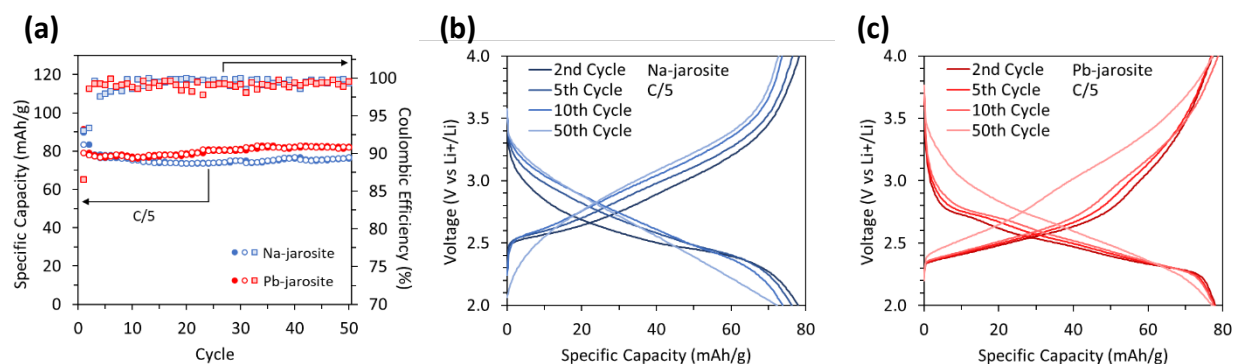 (a)
Specific Capacity (mAh/g)
120
100
80
60
40
20
0
100
95
90
85
80
75
70
Coulombic Efficiency (%)
C/5
Na-jarosite
Pb-jarosite
0
10
20
30
40
50
Cycle
(b)
Voltage (V vs Li+/Li)
4.0
3.5
3.0
2.5
2.0
2nd Cycle
5th Cycle
10th Cycle
50th Cycle
Na-jarosite
C/5
0
20
40
60
80
Specific Capacity (mAh/g)
(c)
Voltage (V vs Li+/Li)
4.0
3.5
3.0
2.5
2.0
2nd Cycle
5th Cycle
10th Cycle
50th Cycle
Pb-jarosite
C/5
0
20
40
60
80
Specific Capacity (mAh/g)